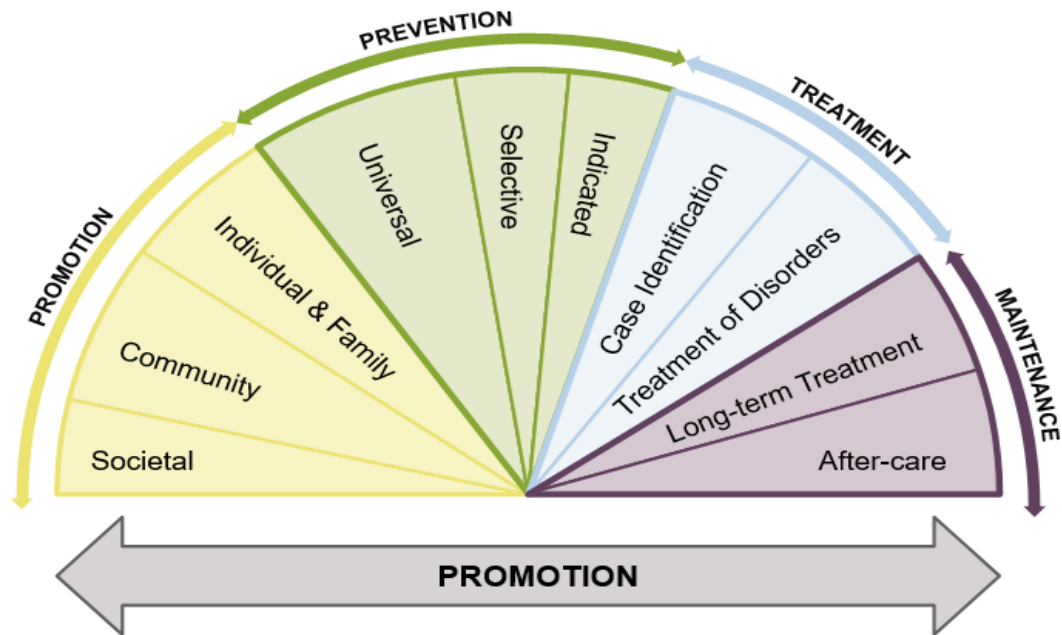 PROMOTION
PREVENTION
TREATMENT
MAINTENANCE
Societal
Community
Individual & Family
Universal
Selective
Indicated
Case Identification
Treatment of Disorders
Long-term Treatment
After-care
PROMOTION